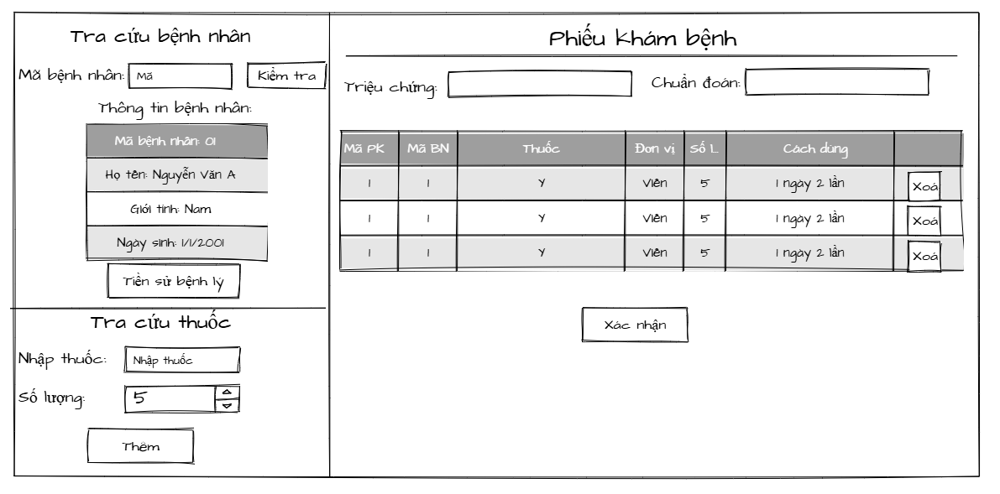 Tra cứu bệnh nhân
Mã bệnh nhân: Mã Kiểm tra
Thông tin bệnh nhân:
Mã bệnh nhân: 01
Họ tên: Nguyễn Văn A
Giới tính: Nam
Ngày sinh: 1/1/2001
Tiền sử bệnh lý
Tra cứu thuốc
Nhập thuốc: Nhập thuốc
Số lượng: 5
Thêm
Phiếu khám bệnh
Triệu chứng: Chuẩn đoán:
Mã PK Mã BN Thuốc Đơn vị Số L Cách dùng
1 1 Y Viên 5 1 ngày 2 lần Xoá
1 1 Y Viên 5 1 ngày 2 lần Xoá
1 1 Y Viên 5 1 ngày 2 lần Xoá
Xác nhận